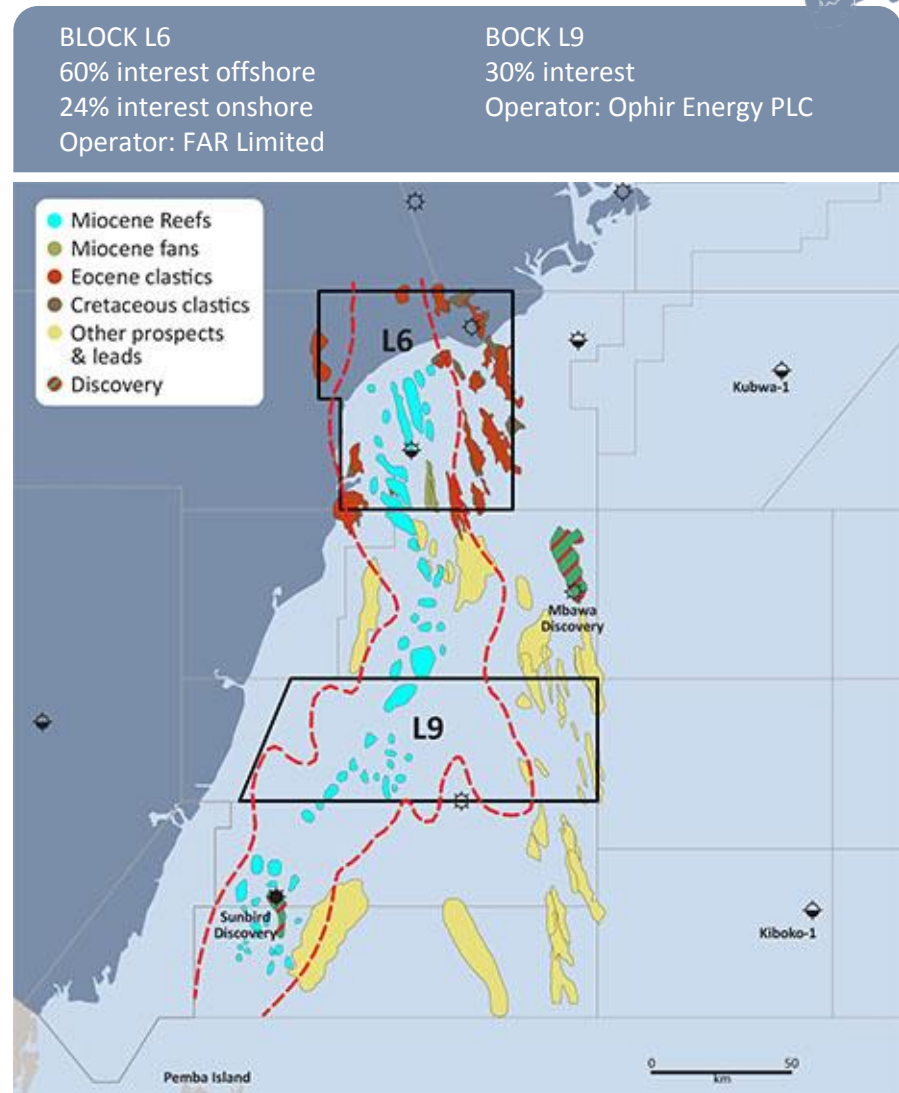 BLOCK L6
60% interest offshore
24% interest onshore
Operator: FAR Limited
BOCK L9
30% interest
Operator: Ophir Energy PLC
Miocene Reefs
Miocene fans
Eocene clastics
Cretaceous clastics
Other prospects
& leads
Discovery
L6
Kubwa-1
Mbawa
Discovery
L9
Sunbird
Discovery
Kiboko-1
Pemba Island
0 50
km